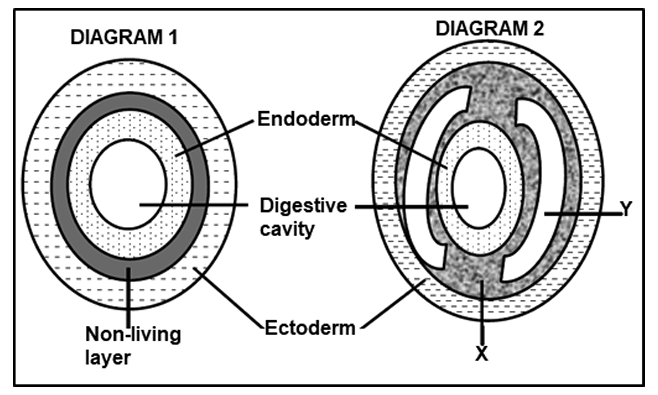 DIAGRAM 1
DIAGRAM 2
Endoderm
Digestive
cavity
Y
Ectoderm
Non-living
layer
X